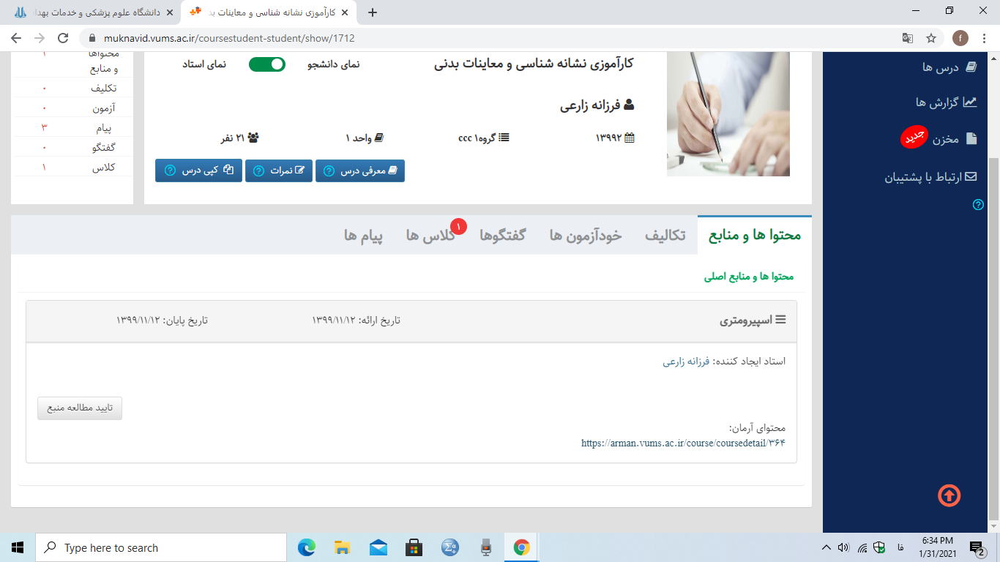 دانشگاه علوم پزشکی و خدمات بهدا
کارآموزی نشانه شناسی و معاینات بد
muknavid.vums.ac.ir/coursestudent-student/show/1712
f
درس ها
گزارش ها
مخزن جدید
ارتباط با پشتیبان
کارآموزی نشانه شناسی و معاینات بدنی
نمای دانشجو
نمای استاد
فرزانه زارعی
۱۳۹۹۲
گروه۱ ccc
۱ واحد
۲۱ نفر
معرفی درس
نمرات
کپی درس
محتواها ۱
و منابع
تکلیف ۰
آزمون ۰
پیام ۳
گفتگو ۰
کلاس ۱
محتوا ها و منابع
تکالیف
خودآزمون ها
گفتگوها
کلاس ها ۱
پیام ها
محتوا ها و منابع اصلی
اسپیرومتری
تاریخ ارائه: ۱۳۹۹/۱۱/۱۲
تاریخ پایان: ۱۳۹۹/۱۱/۱۲
استاد ایجاد کننده: فرزانه زارعی
تایید مطالعه منبع
محتوای آرمان:
https://arman.vums.ac.ir/course/coursedetail/۳۶۴
Type here to search
فا
6:34 PM
1/31/2021
2